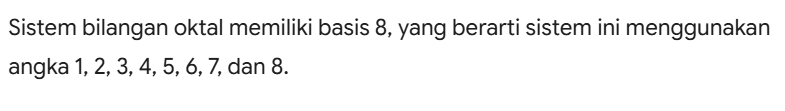 Sistem bilangan oktal memiliki basis 8, yang berarti sistem ini menggunakan
angka 1, 2, 3, 4, 5, 6, 7, dan 8.